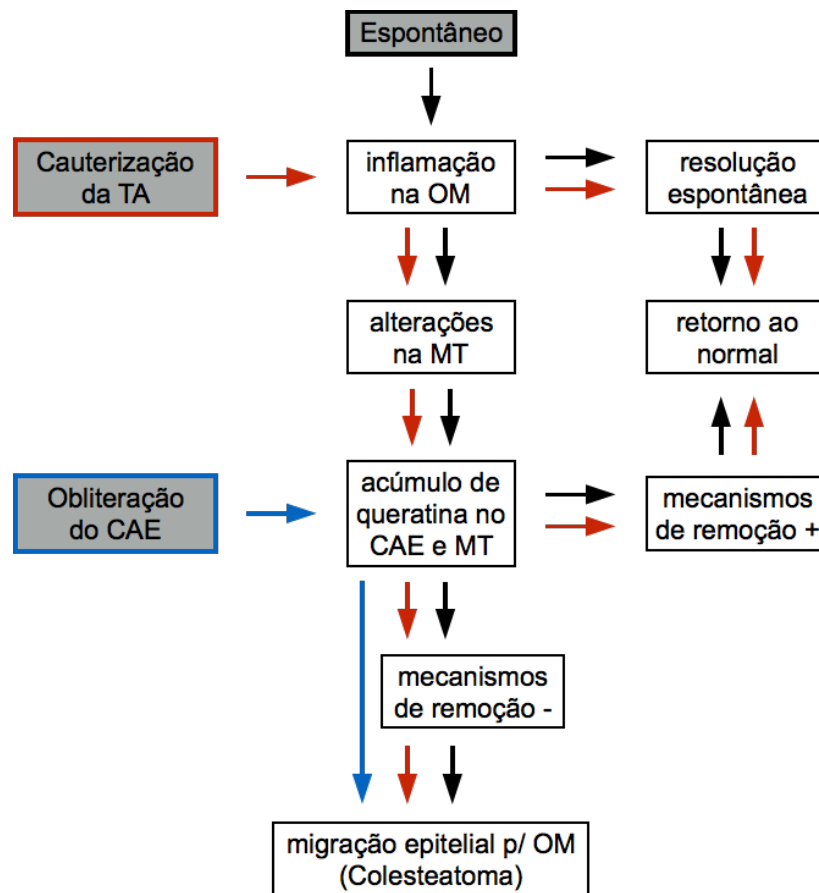 Espontâneo
Cauterização
da TA
inflamação
na OM
resolução
espontânea
alterações
na MT
retorno ao
normal
Obliteração
do CAE
acúmulo de
queratina no
CAE e MT
mecanismos
de remoção +
mecanismos
de remoção -
migração epitelial p/ OM
(Colesteatoma)